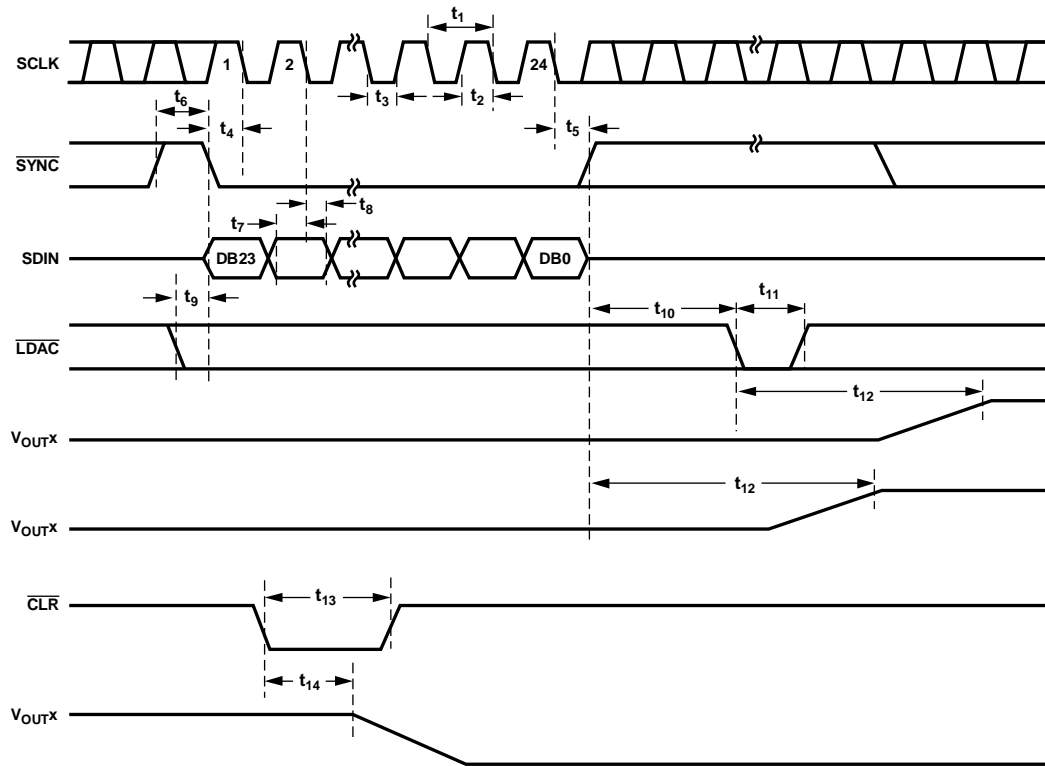 t1
SCLK
1
2
24
t3
t2
t6
t4
t5
SYNC
t8
t7
SDIN
DB23
DB0
t9
t10
t11
LDAC
t12
VOUTx
t12
VOUTx
t13
CLR
t14
VOUTx